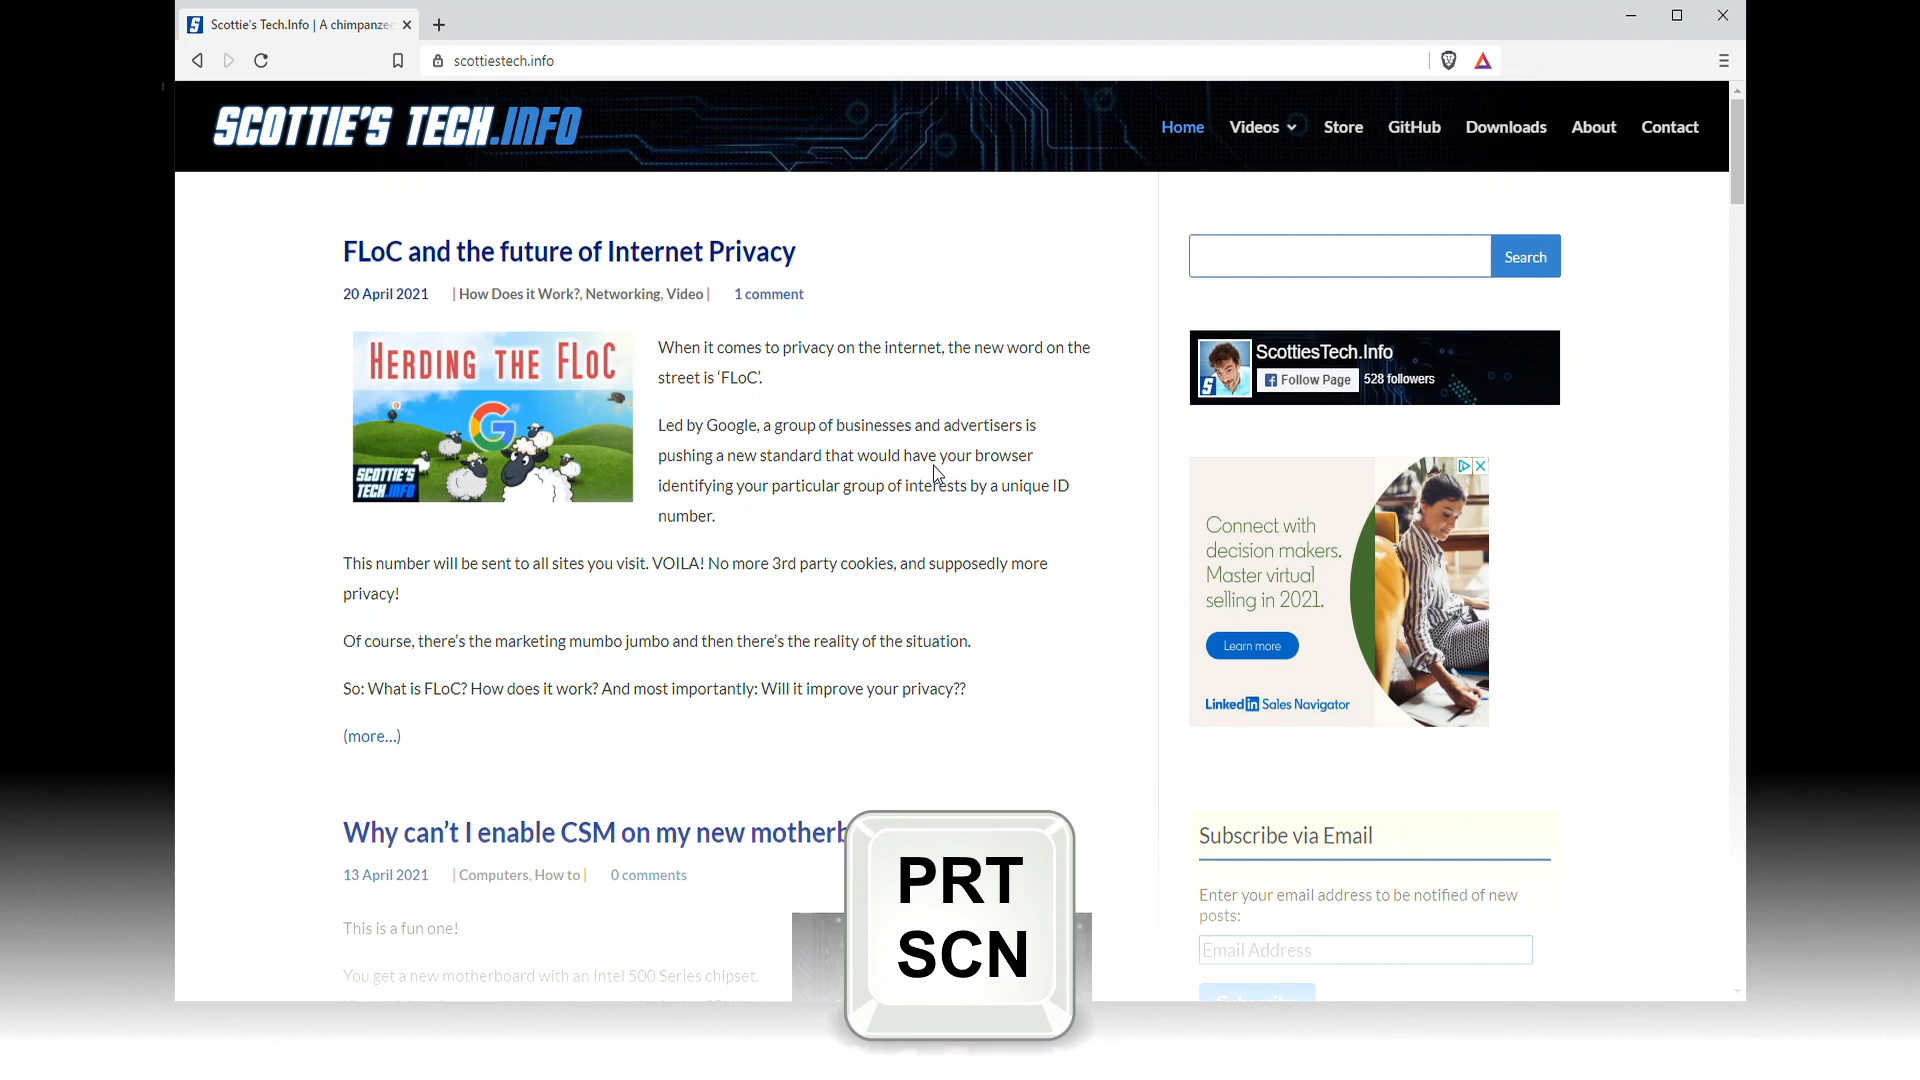 Scottie's Tech.Info | A chimpanzee
scottiestech.info
SCOTTIE'S TECH.INFO
Home Videos Store GitHub Downloads About Contact
FLoC and the future of Internet Privacy
20 April 2021 | How Does it Work?, Networking, Video | 1 comment
HERDING THE FLOC
SCOTTIE'S
TECH.INFO
When it comes to privacy on the internet, the new word on the
street is ‘FLoC’.
Led by Google, a group of businesses and advertisers is
pushing a new standard that would have your browser
identifying your particular group of interests by a unique ID
number.
This number will be sent to all sites you visit. VOILA! No more 3rd party cookies, and supposedly more
privacy!
Of course, there’s the marketing mumbo jumbo and then there’s the reality of the situation.
So: What is FLoC? How does it work? And most importantly: Will it improve your privacy??
(more…)
Why can’t I enable CSM on my new motherb
13 April 2021 | Computers, How to | 0 comments
This is a fun one!
You get a new motherboard with an Intel 500 Series chipset.
Search
ScottiesTech.Info
Follow Page 528 followers
Connect with
decision makers.
Master virtual
selling in 2021.
Learn more
LinkedIn Sales Navigator
Subscribe via Email
Enter your email address to be notified of new
posts:
Email Address
Subscribe
PRT
SCN